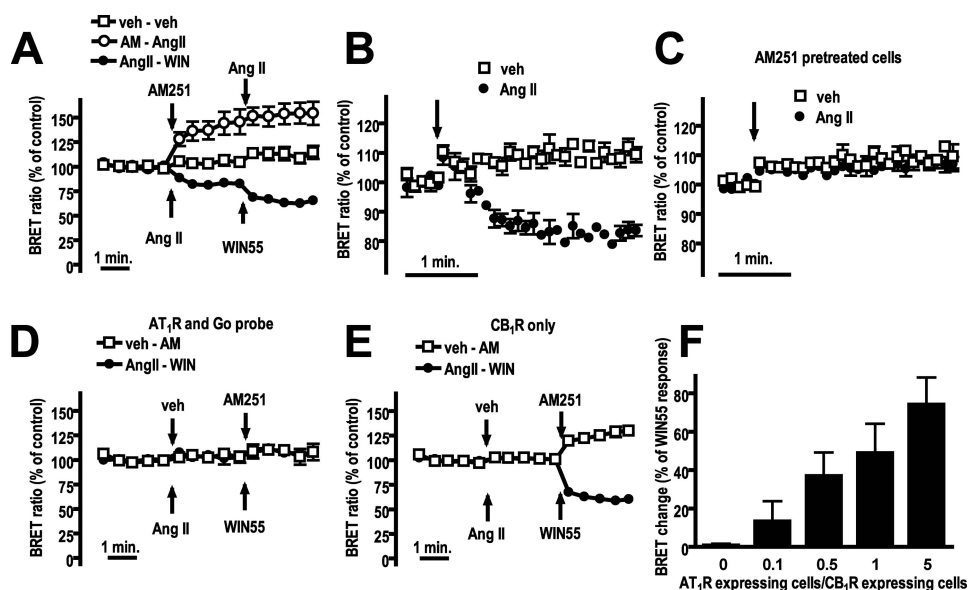 A
veh - veh
AM - AngII
AngII - WIN
BRET ratio (% of control)
150
125
100
75
50
25
0
AM251
Ang II
Ang II
WIN55
1 min.
B
veh
Ang II
BRET ratio (% of control)
120
110
100
90
80
1 min.
C
AM251 pretreated cells
veh
Ang II
BRET ratio (% of control)
120
110
100
90
80
1 min.
D
AT1R and Go probe
veh - AM
AngII - WIN
BRET ratio (% of control)
150
125
100
75
50
25
0
veh
AM251
Ang II
WIN55
1 min.
E
CB1R only
veh - AM
AngII - WIN
BRET ratio (% of control)
150
125
100
75
50
25
0
veh
AM251
Ang II
WIN55
1 min.
F
BRET change (% of WIN55 response)
80
60
40
20
0
0 0.1 0.5 1 5
AT1R expressing cells/CB1R expressing cells